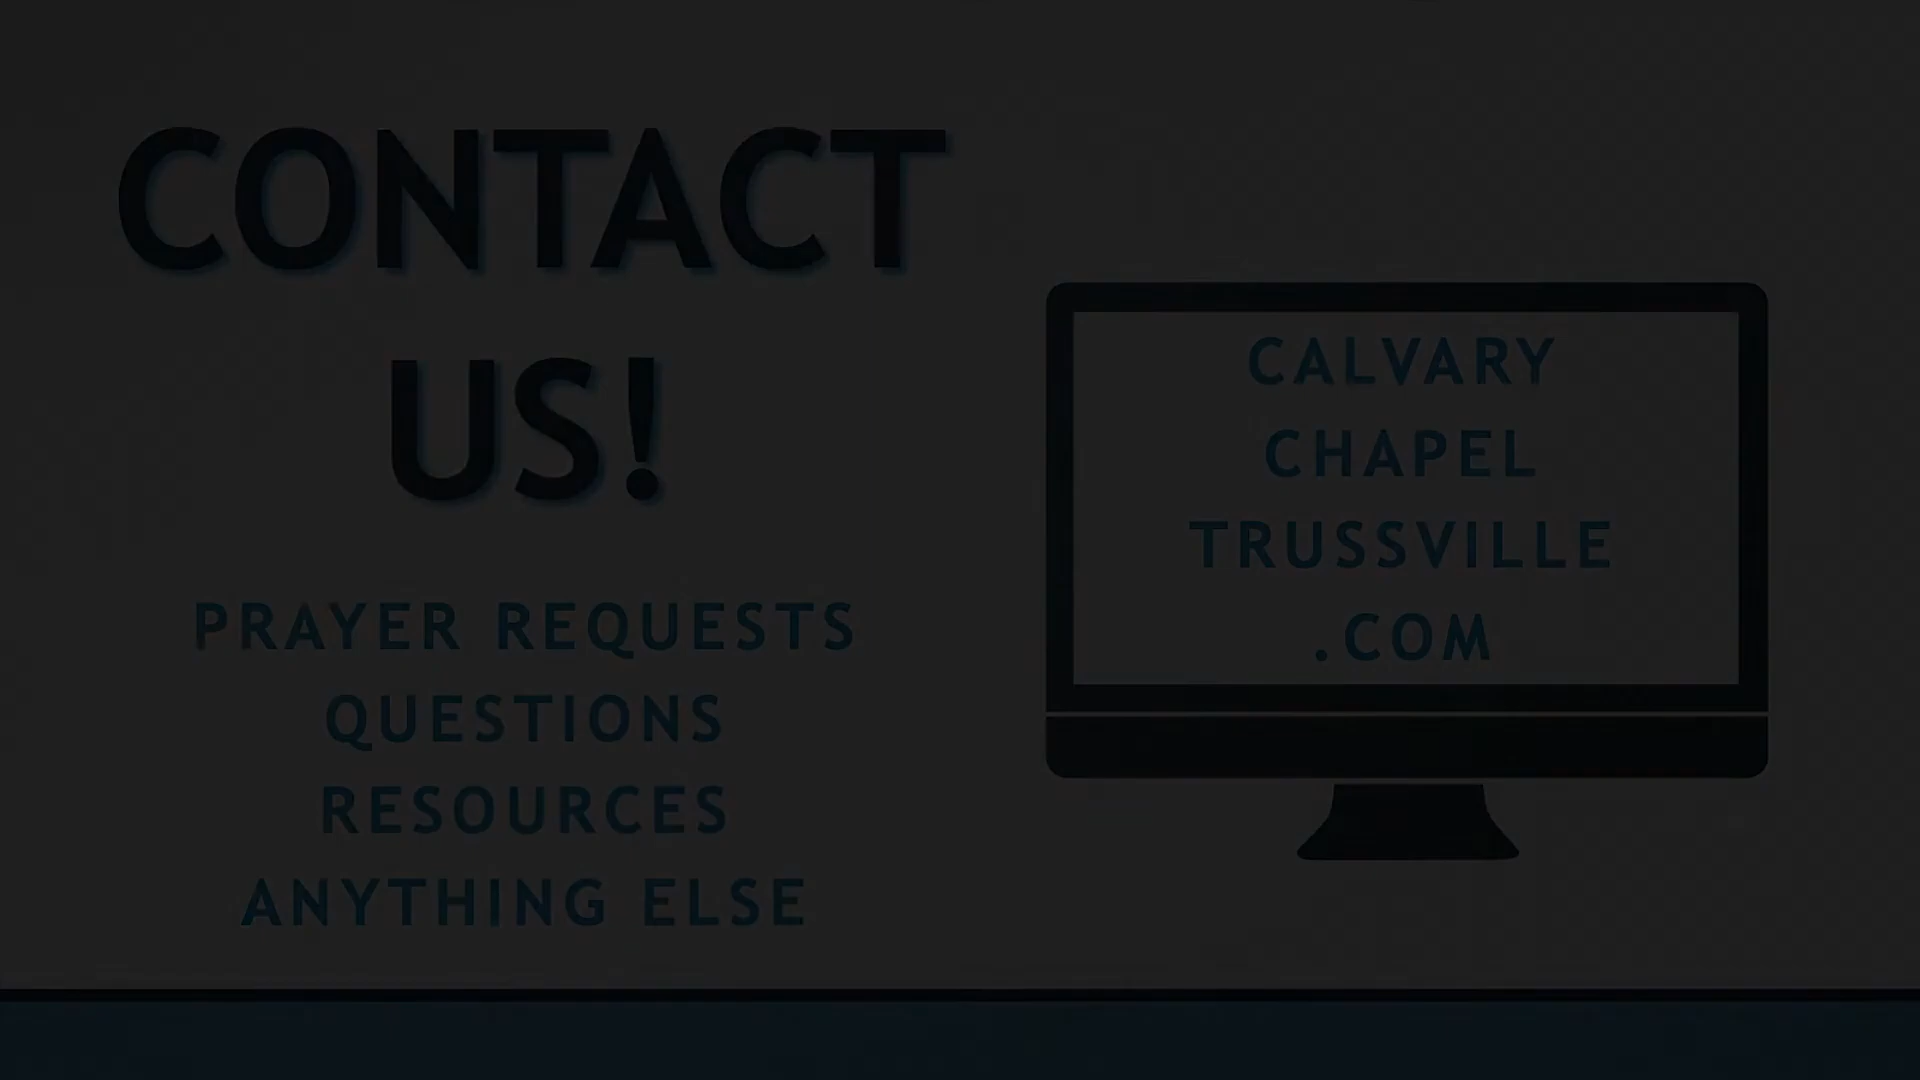 CONTACT
US!
PRAYER REQUESTS
QUESTIONS
RESOURCES
ANYTHING ELSE
CALVARY
CHAPEL
TRUSSVILLE
.COM